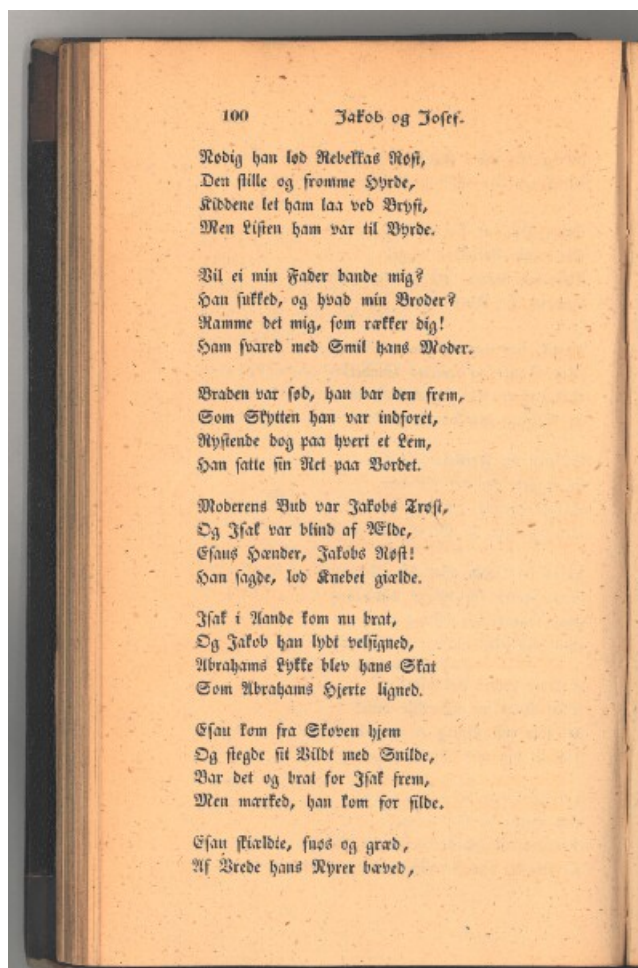 100 Jakob og Josef.
Nødig han lød Rebekkas Røst,
Den stille og fromme Hyrde,
Kiddene let ham laa ved Bryst,
Men Listen ham var til Byrde.
Vil ei min Fader bande mig?
Han sukked, og hvad min Broder?
Ramme det mig, som rækker dig!
Ham svared med Smil hans Moder.
Braden var sød, han bar den frem,
Som Skytten han var indforet,
Rystende dog paa hvert et Lem,
Han satte sin Ret paa Bordet.
Moderens Bud var Jakobs Trøst,
Og Isak var blind af Ælde,
Esaus Hænder, Jakobs Røst!
Han sagde, lod Knebet giælde.
Isak i Aande kom nu brat,
Og Jakob han lydt velsigned,
Abrahams Lykke blev hans Skat
Som Abrahams Hjerte ligned.
Esau kom fra Skoven hjem
Og stegde sit Vildt med Snilde,
Bar det og brat for Isak frem,
Men mærked, han kom for silde.
Esau skiældte, snøs og græd,
Af Vrede hans Nyrer bæved,